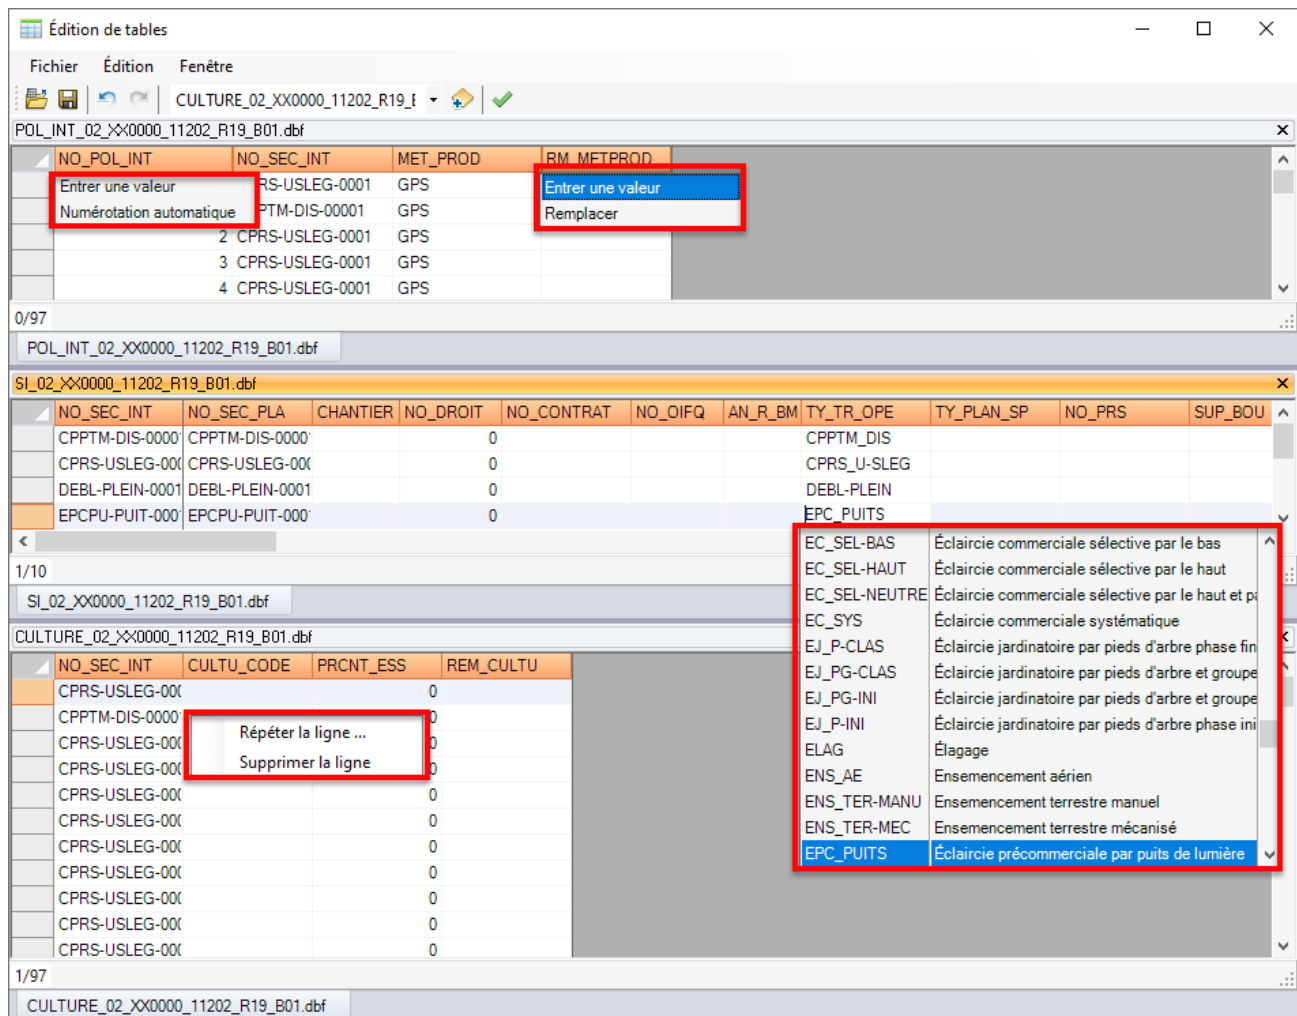 Édition de tables
Fichier Édition Fenêtre
CULTURE_02_XX0000_11202_R19_E
POL_INT_02_XX0000_11202_R19_B01.dbf
NO_POL_INT NO_SEC_INT MET_PROD RM_METPROD
Entrer une valeur RS-USLEG-0001 GPS Entrer une valeur
Numérotation automatique PTM-DIS-00001 GPS Remplacer
2 CPRS-USLEG-0001 GPS
3 CPRS-USLEG-0001 GPS
4 CPRS-USLEG-0001 GPS
0/97
POL_INT_02_XX0000_11202_R19_B01.dbf
SI_02_XX0000_11202_R19_B01.dbf
NO_SEC_INT NO_SEC_PLA CHANTIER NO_DROIT NO_CONTRAT NO_OIFQ AN_R_BM TY_TR_OPE TY_PLAN_SP NO_PRS SUP_BOU
CPPTM-DIS-0000 CPPTM-DIS-0000 0 CPPTM_DIS
CPRS-USLEG-00 CPRS-USLEG-00 0 CPRS_U-SLEG
DEBL-PLEIN-0001 DEBL-PLEIN-0001 0 DEBL-PLEIN
EPCPU-PUIT-000 EPCPU-PUIT-000 0 EPC_PUITS
EC_SEL-BAS Éclaircie commerciale sélective par le bas
EC_SEL-HAUT Éclaircie commerciale sélective par le haut
EC_SEL-NEUTRE Éclaircie commerciale sélective par le haut et pa
EC_SYS Éclaircie commerciale systématique
EJ_P-CLAS Éclaircie jardinatoire par pieds d'arbre phase fin
EJ_PG-CLAS Éclaircie jardinatoire par pieds d'arbre et groupe
EJ_PG-INI Éclaircie jardinatoire par pieds d'arbre et groupe
EJ_P-INI Éclaircie jardinatoire par pieds d'arbre phase ini
ELAG Élagage
ENS_AE Ensemencement aérien
ENS_TER-MANU Ensemencement terrestre manuel
ENS_TER-MEC Ensemencement terrestre mécanisé
EPC_PUITS Éclaircie précommerciale par puits de lumière
1/10
SI_02_XX0000_11202_R19_B01.dbf
CULTURE_02_XX0000_11202_R19_B01.dbf
NO_SEC_INT CULTU_CODE PRCNT_ESS REM_CULTU
CPRS-USLEG-00 0
CPPTM-DIS-0000 0
CPRS-USLEG-00 0
CPRS-USLEG-00 0
CPRS-USLEG-00 0
CPRS-USLEG-00 0
CPRS-USLEG-00 0
CPRS-USLEG-00 0
CPRS-USLEG-00 0
CPRS-USLEG-00 0
CPRS-USLEG-00 0
Répéter la ligne ...
Supprimer la ligne
1/97
CULTURE_02_XX0000_11202_R19_B01.dbf